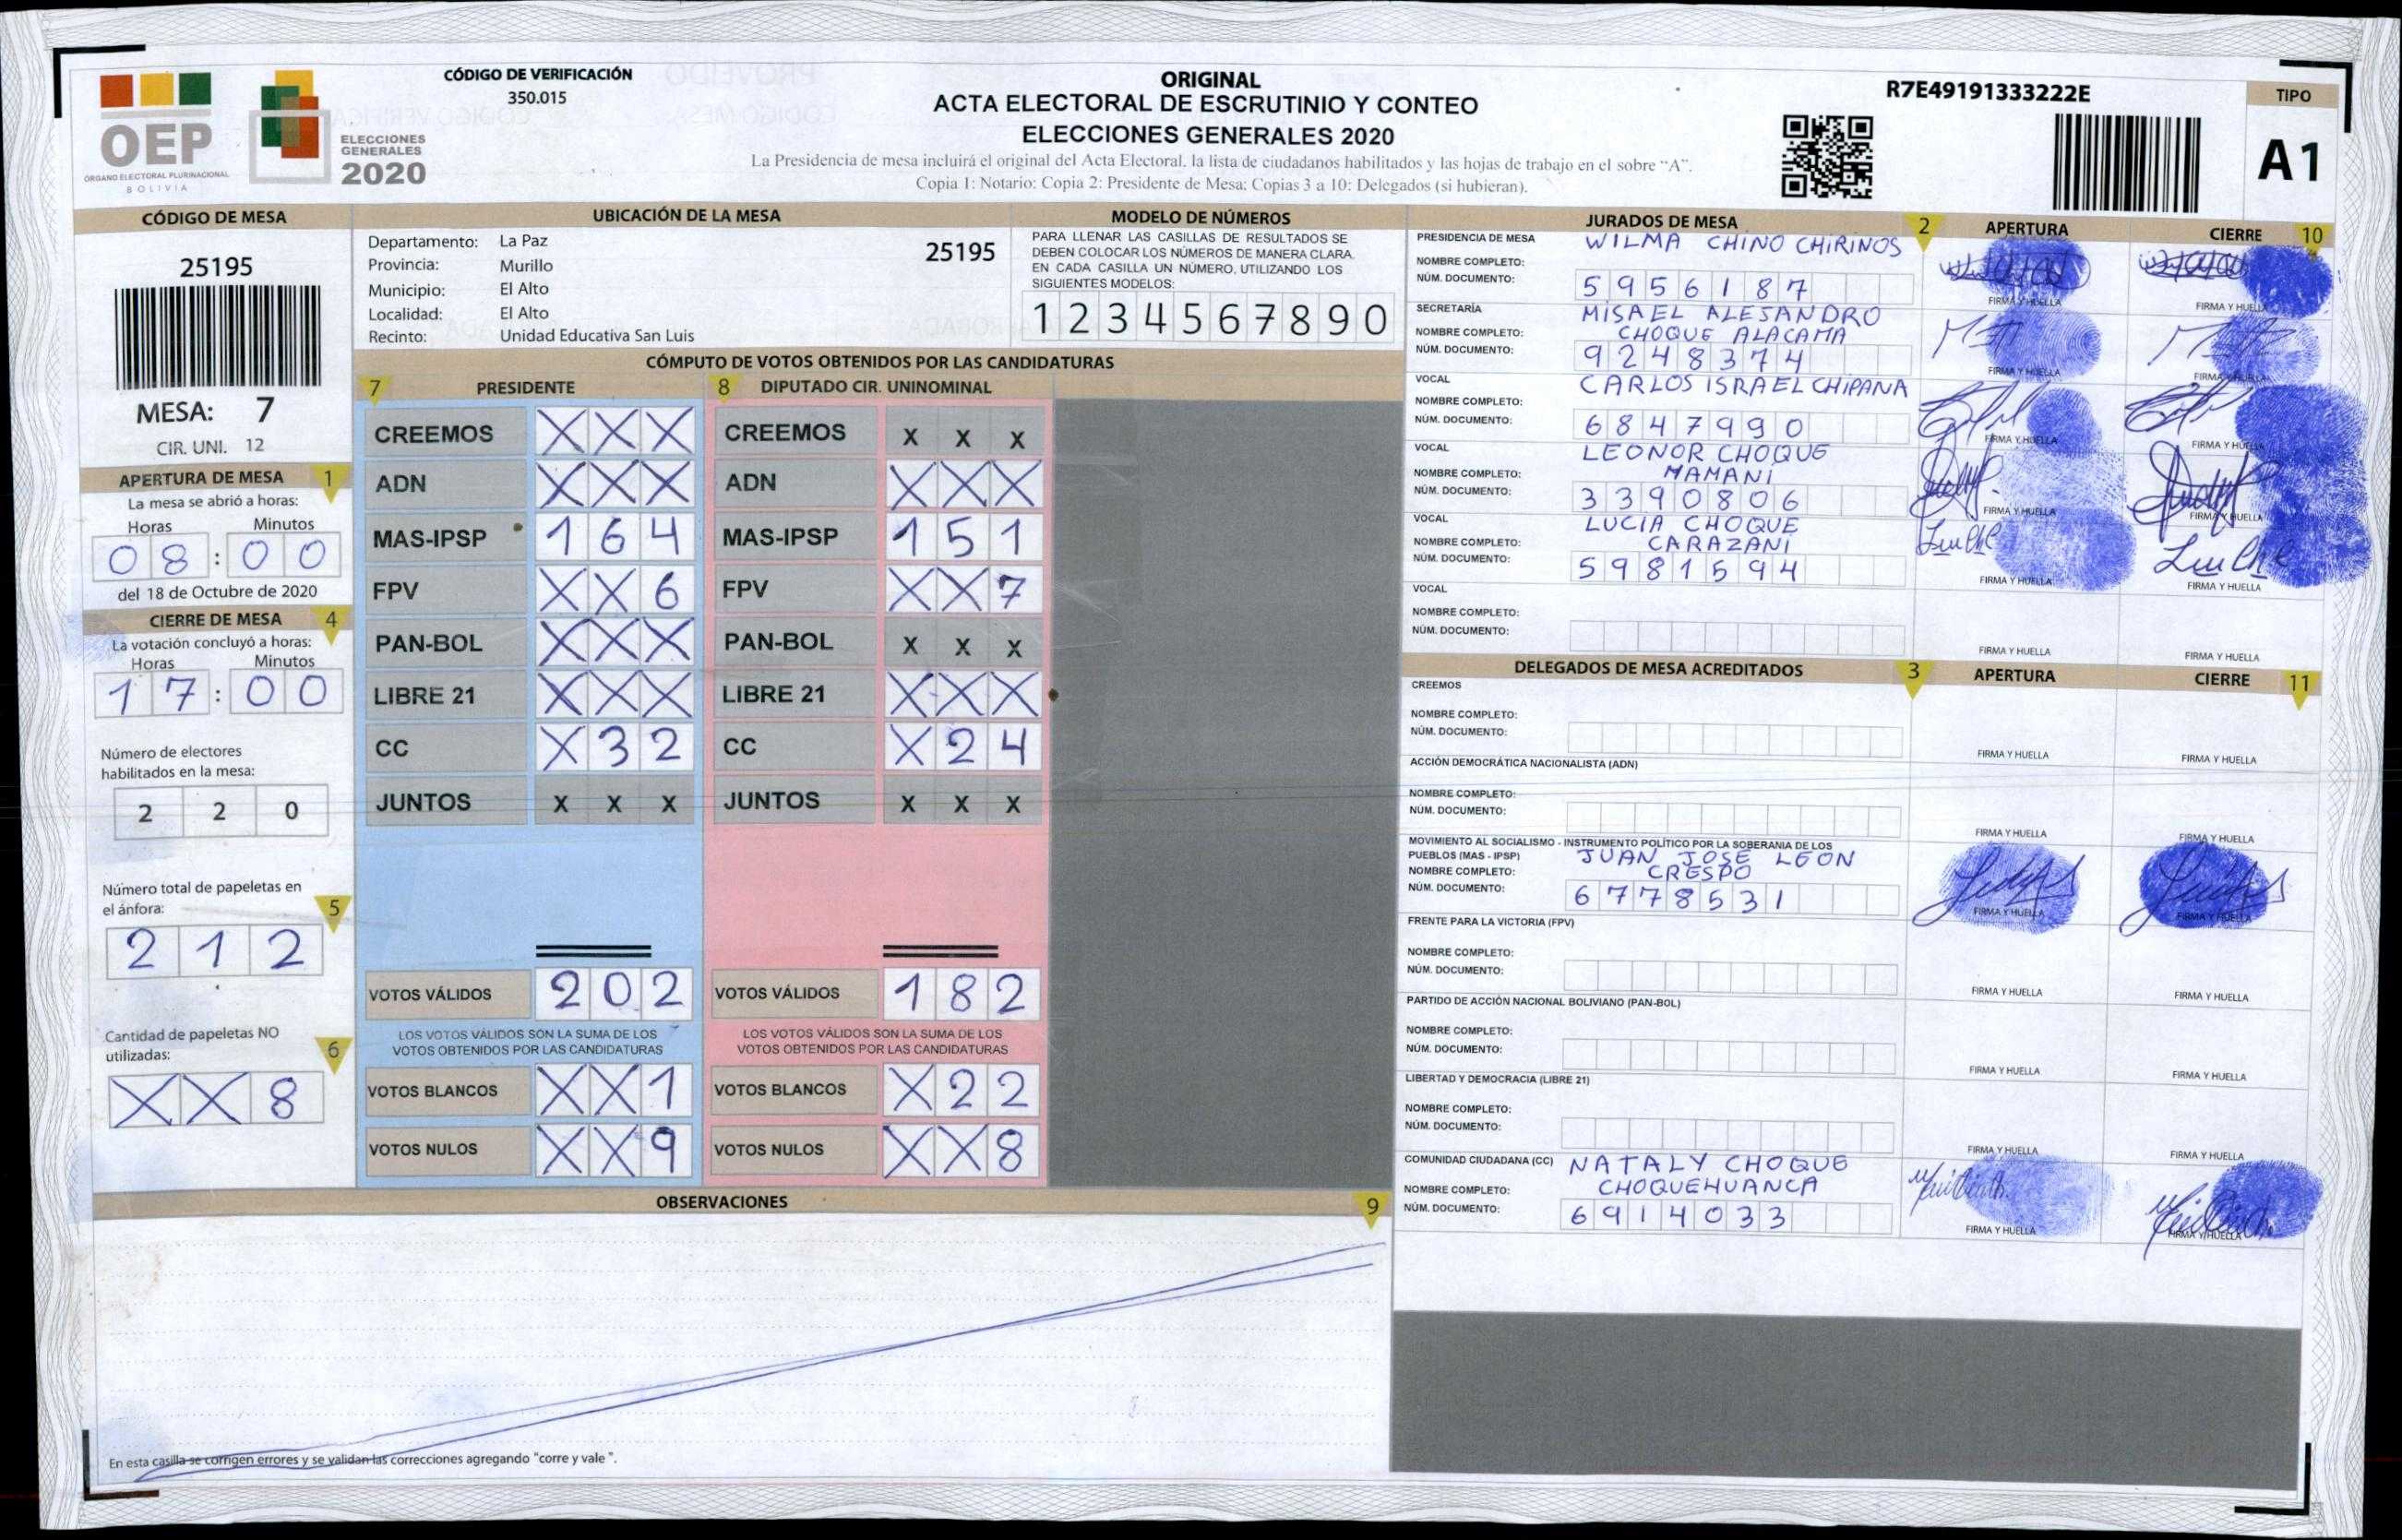 OEP
ÓRGANO ELECTORAL PLURINACIONAL
BOLIVIA
ELECCIONES
GENERALES
2020
CÓDIGO DE VERIFICACIÓN
350.015
ORIGINAL
ACTA ELECTORAL DE ESCRUTINIO Y CONTEO
ELECCIONES GENERALES 2020
La Presidencia de mesa incluirá el original del Acta Electoral. la lista de ciudadanos habilitados y las hojas de trabajo en el sobre “A”.
Copia 1: Notario: Copia 2: Presidente de Mesa: Copias 3 a 10: Delegados (si hubieran).
R7E49191333222E
TIPO
A1
CÓDIGO DE MESA
25195
MESA: 7
CIR. UNI. 12
APERTURA DE MESA 1
La mesa se abrió a horas:
Horas Minutos
08:00
del 18 de Octubre de 2020
CIERRE DE MESA 4
La votación concluyó a horas:
Horas Minutos
17:00
Número de electores
habilitados en la mesa:
2 2 0
Número total de papeletas en
el ánfora: 5
2 1 2
Cantidad de papeletas NO
utilizadas: 6
X X 8
UBICACIÓN DE LA MESA
Departamento: La Paz 25195
Provincia: Murillo
Municipio: El Alto
Localidad: El Alto
Recinto: Unidad Educativa San Luis
MODELO DE NÚMEROS
PARA LLENAR LAS CASILLAS DE RESULTADOS SE
DEBEN COLOCAR LOS NÚMEROS DE MANERA CLARA.
EN CADA CASILLA UN NÚMERO, UTILIZANDO LOS
SIGUIENTES MODELOS:
1 2 3 4 5 6 7 8 9 0
CÓMPUTO DE VOTOS OBTENIDOS POR LAS CANDIDATURAS
7 PRESIDENTE 8 DIPUTADO CIR. UNINOMINAL
CREEMOS X X X CREEMOS X X X
ADN X X X ADN X X X
MAS-IPSP 1 6 4 MAS-IPSP 1 5 1
FPV X X 6 FPV X X 7
PAN-BOL X X X PAN-BOL X X X
LIBRE 21 X X X LIBRE 21 X X X
CC X 3 2 CC X 2 4
JUNTOS X X X JUNTOS X X X
VOTOS VÁLIDOS 2 0 2 VOTOS VÁLIDOS 1 8 2
LOS VOTOS VÁLIDOS SON LA SUMA DE LOS LOS VOTOS VÁLIDOS SON LA SUMA DE LOS
VOTOS OBTENIDOS POR LAS CANDIDATURAS VOTOS OBTENIDOS POR LAS CANDIDATURAS
VOTOS BLANCOS X X 1 VOTOS BLANCOS X 2 2
VOTOS NULOS X X 9 VOTOS NULOS X X 8
OBSERVACIONES 9
En esta casilla se corrigen errores y se validan las correcciones agregando "corre y vale ".
JURADOS DE MESA 2 APERTURA CIERRE 10
PRESIDENCIA DE MESA WILMA CHINO CHIRINOS
NOMBRE COMPLETO:
NÚM. DOCUMENTO: 5956187
FIRMA Y HUELLA FIRMA Y HUELLA
SECRETARÍA MISAEL ALESANDRO
NOMBRE COMPLETO: CHOQUE ALACAMA
NÚM. DOCUMENTO: 9248374
FIRMA Y HUELLA FIRMA Y HUELLA
VOCAL CARLOS ISRAEL CHIPANA
NOMBRE COMPLETO:
NÚM. DOCUMENTO: 6847990
FIRMA Y HUELLA FIRMA Y HUELLA
VOCAL LEONOR CHOQUE
NOMBRE COMPLETO: MAMANI
NÚM. DOCUMENTO: 3390806
FIRMA Y HUELLA FIRMA Y HUELLA
VOCAL LUCIA CHOQUE
NOMBRE COMPLETO: CARAZANI
NÚM. DOCUMENTO: 5981594
FIRMA Y HUELLA FIRMA Y HUELLA
VOCAL
NOMBRE COMPLETO:
NÚM. DOCUMENTO:
FIRMA Y HUELLA FIRMA Y HUELLA
DELEGADOS DE MESA ACREDITADOS 3 APERTURA CIERRE 11
CREEMOS
NOMBRE COMPLETO:
NÚM. DOCUMENTO:
FIRMA Y HUELLA FIRMA Y HUELLA
ACCIÓN DEMOCRÁTICA NACIONALISTA (ADN)
NOMBRE COMPLETO:
NÚM. DOCUMENTO:
FIRMA Y HUELLA FIRMA Y HUELLA
MOVIMIENTO AL SOCIALISMO - INSTRUMENTO POLÍTICO POR LA SOBERANIA DE LOS
PUEBLOS (MAS - IPSP) JUAN JOSE LEON
NOMBRE COMPLETO: CRESPO
NÚM. DOCUMENTO: 6778531
FIRMA Y HUELLA FIRMA Y HUELLA
FRENTE PARA LA VICTORIA (FPV)
NOMBRE COMPLETO:
NÚM. DOCUMENTO:
FIRMA Y HUELLA FIRMA Y HUELLA
PARTIDO DE ACCIÓN NACIONAL BOLIVIANO (PAN-BOL)
NOMBRE COMPLETO:
NÚM. DOCUMENTO:
FIRMA Y HUELLA FIRMA Y HUELLA
LIBERTAD Y DEMOCRACIA (LIBRE 21)
NOMBRE COMPLETO:
NÚM. DOCUMENTO:
FIRMA Y HUELLA FIRMA Y HUELLA
COMUNIDAD CIUDADANA (CC) NATALY CHOQUE
NOMBRE COMPLETO: CHOQUEHUANCA
NÚM. DOCUMENTO: 6914033
FIRMA Y HUELLA FIRMA Y HUELLA